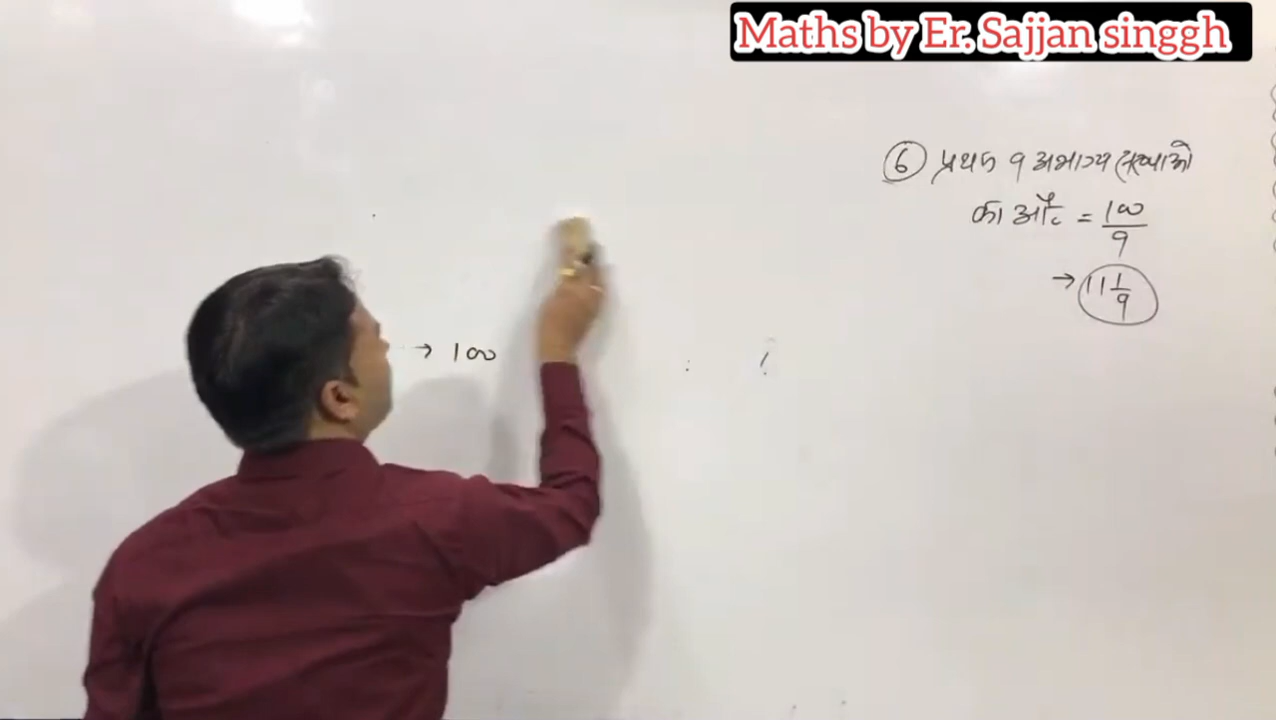 Maths by Er. Sajjan singgh
6 प्रथम 9 अभाज्य संख्याओं
का औ० = 100/9
→ 11 1/9
→ 100